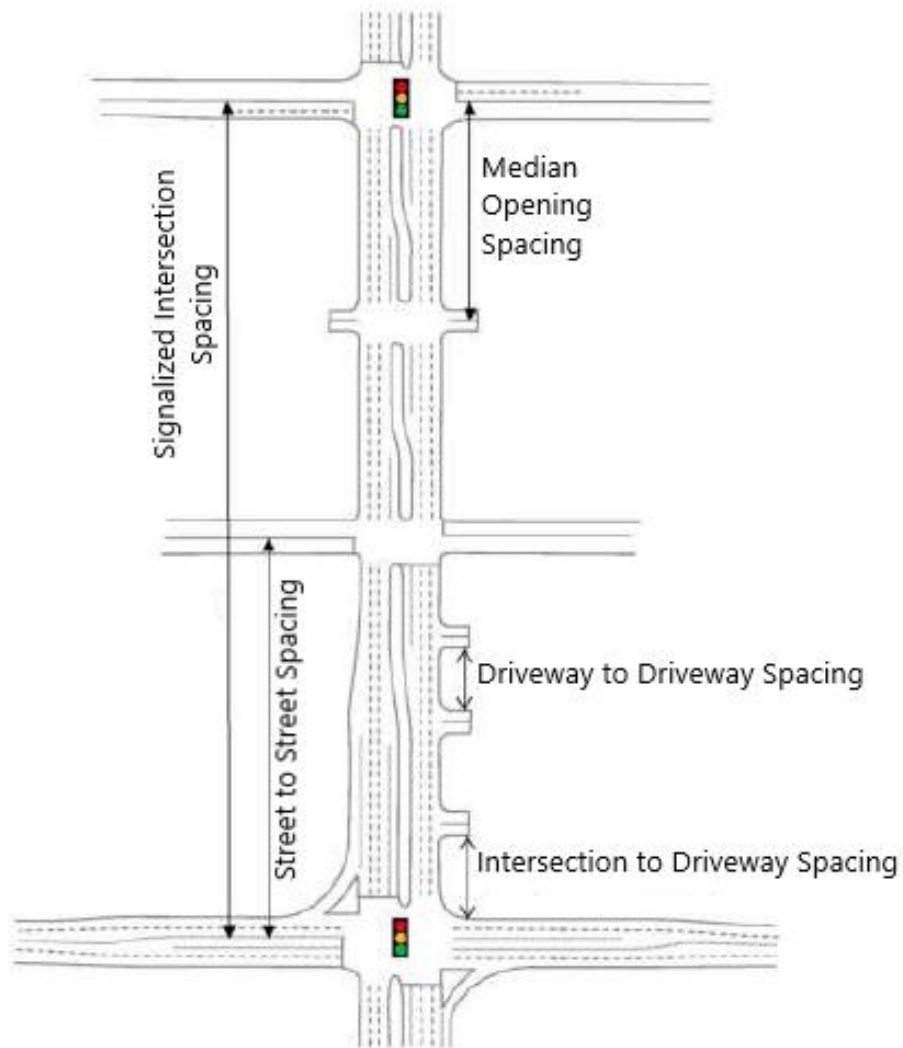 Median
Opening
Spacing
Signalized Intersection
Spacing
Street to Street Spacing
Driveway to Driveway Spacing
Intersection to Driveway Spacing